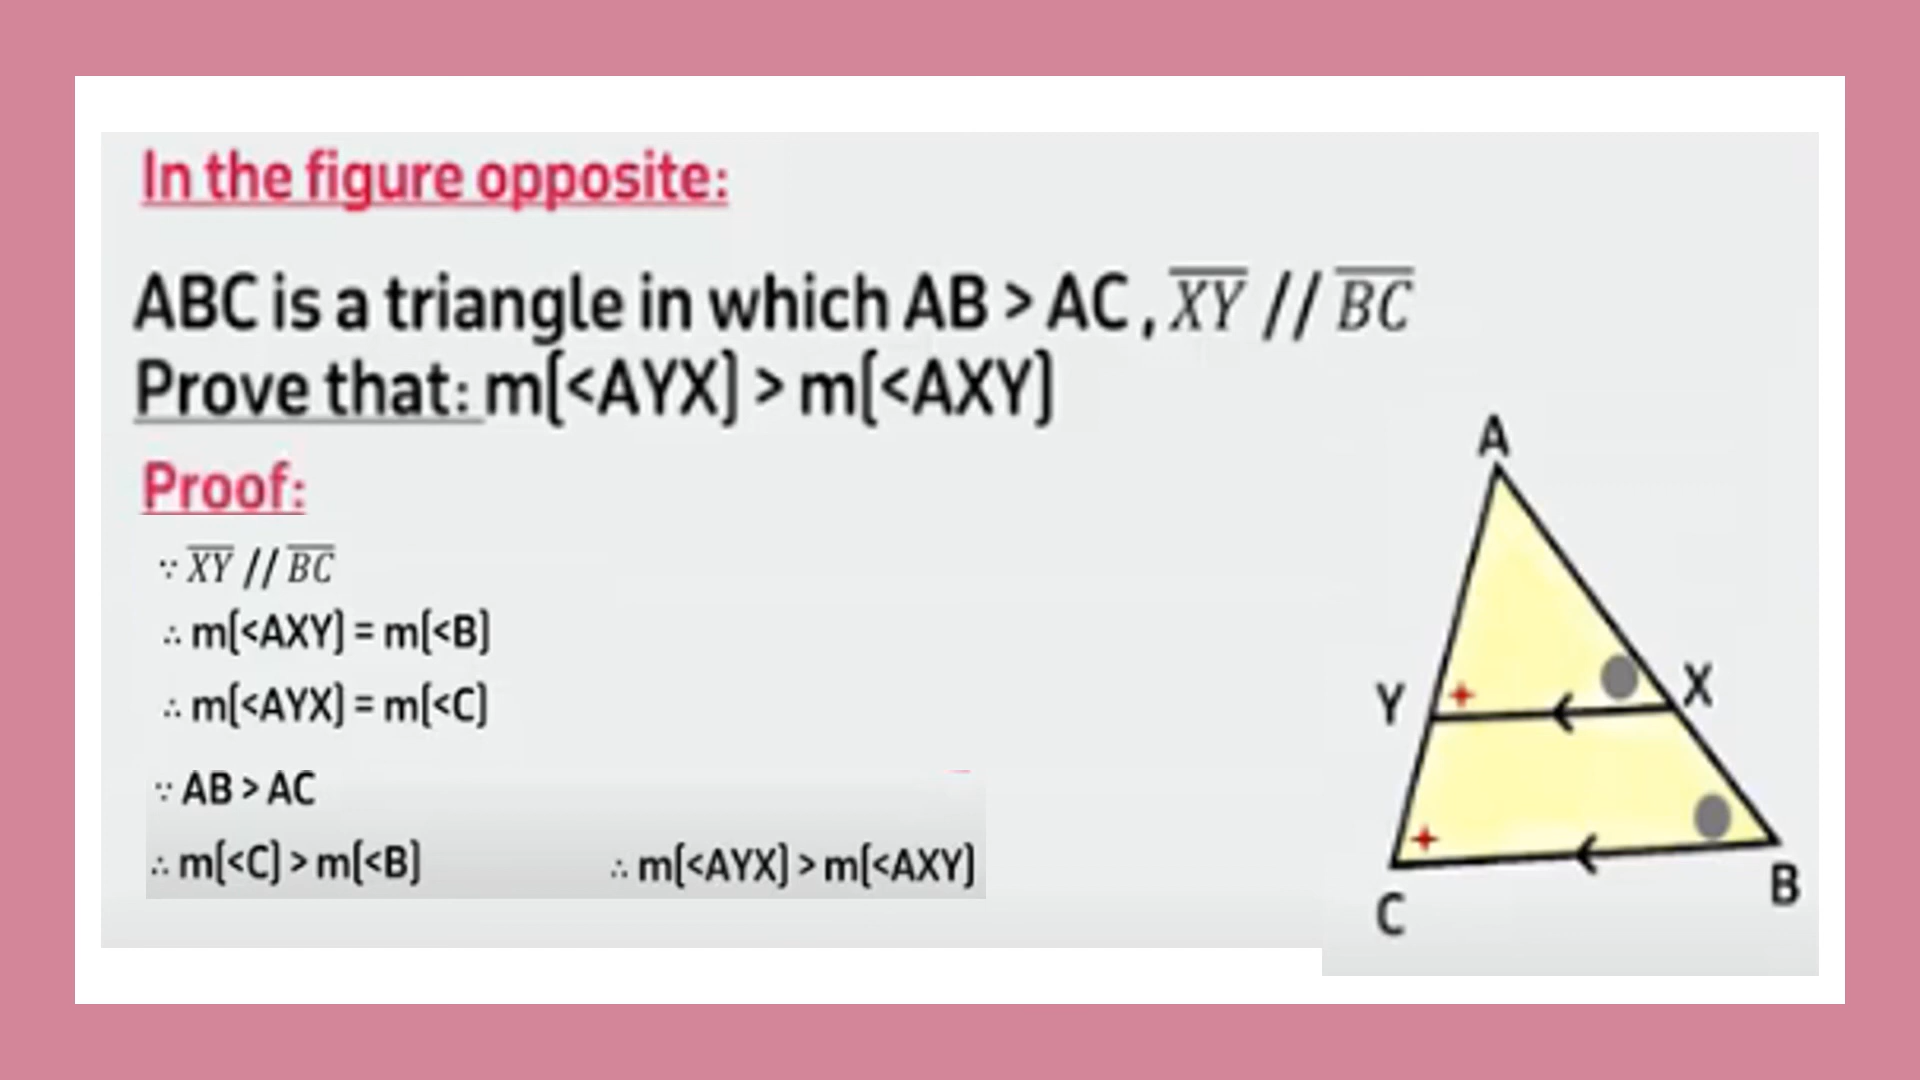 In the figure opposite:
ABC is a triangle in which AB > AC , XY // BC
Prove that: m(<AYX) > m(<AXY)
Proof:
∵ XY // BC
∴ m(<AXY) = m(<B)
∴ m(<AYX) = m(<C)
∵ AB > AC
∴ m(<C) > m(<B) ∴ m(<AYX) > m(<AXY)
A
Y X
C B